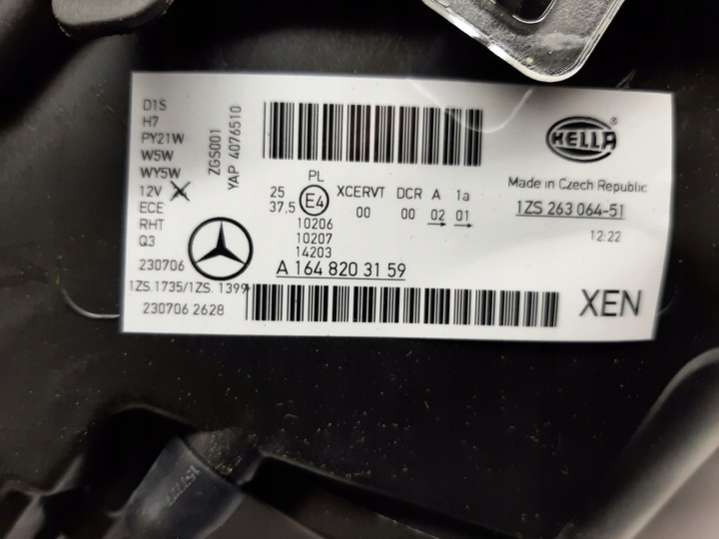 D1S
H7
PY21W
W5W
WY5W
12V
ECE
RHT
Q3
230706
1ZS.1735/1ZS.1399
230706 2628
ZGS001
YAP 4076510
PL
25 E4 XCERVT DCR A 1a
37.5 00 00 02 01
10206
10207
14203
A 164 820 31 59
HELLA
Made in Czech Republic
1ZS 263 064-51
12:22
XEN